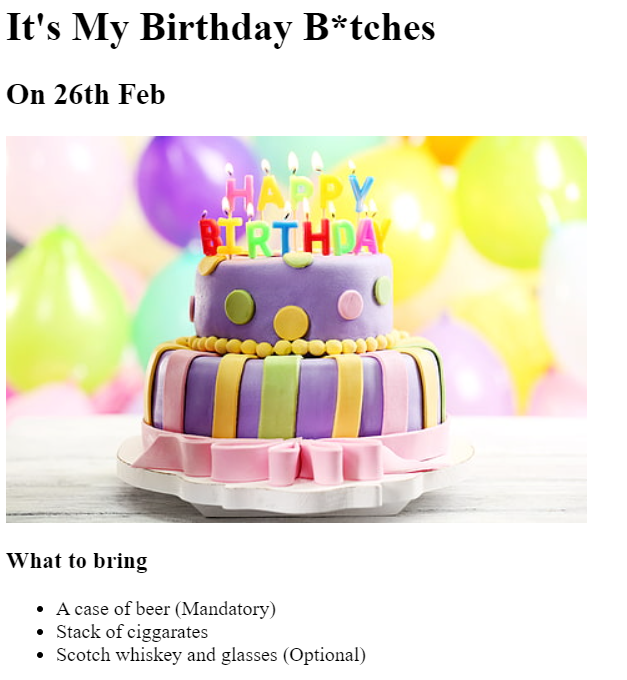 It's My Birthday B*tches
On 26th Feb
HAPPY
BIRTHDAY
What to bring
A case of beer (Mandatory)
Stack of ciggarates
Scotch whiskey and glasses (Optional)